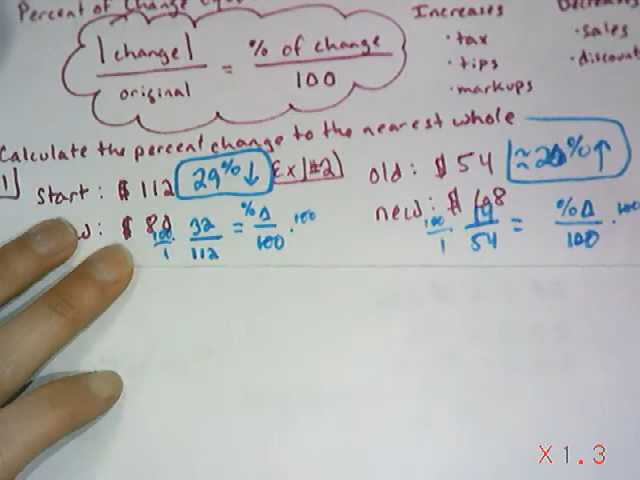 Percent of Change Equ
|change| / original = % of change / 100
Increases
· tax
· tips
· markups
· sales
· discount
Calculate the percent change to the nearest whole
1) Start: $ 112 29% ↓
$ 80
100/1 32/112 = %Δ/100 · 100
Ex #2) old: $ 54 ≈ 26% ↑
new: $ 68
100/1 14/54 = %Δ/100 · 100
X1.3